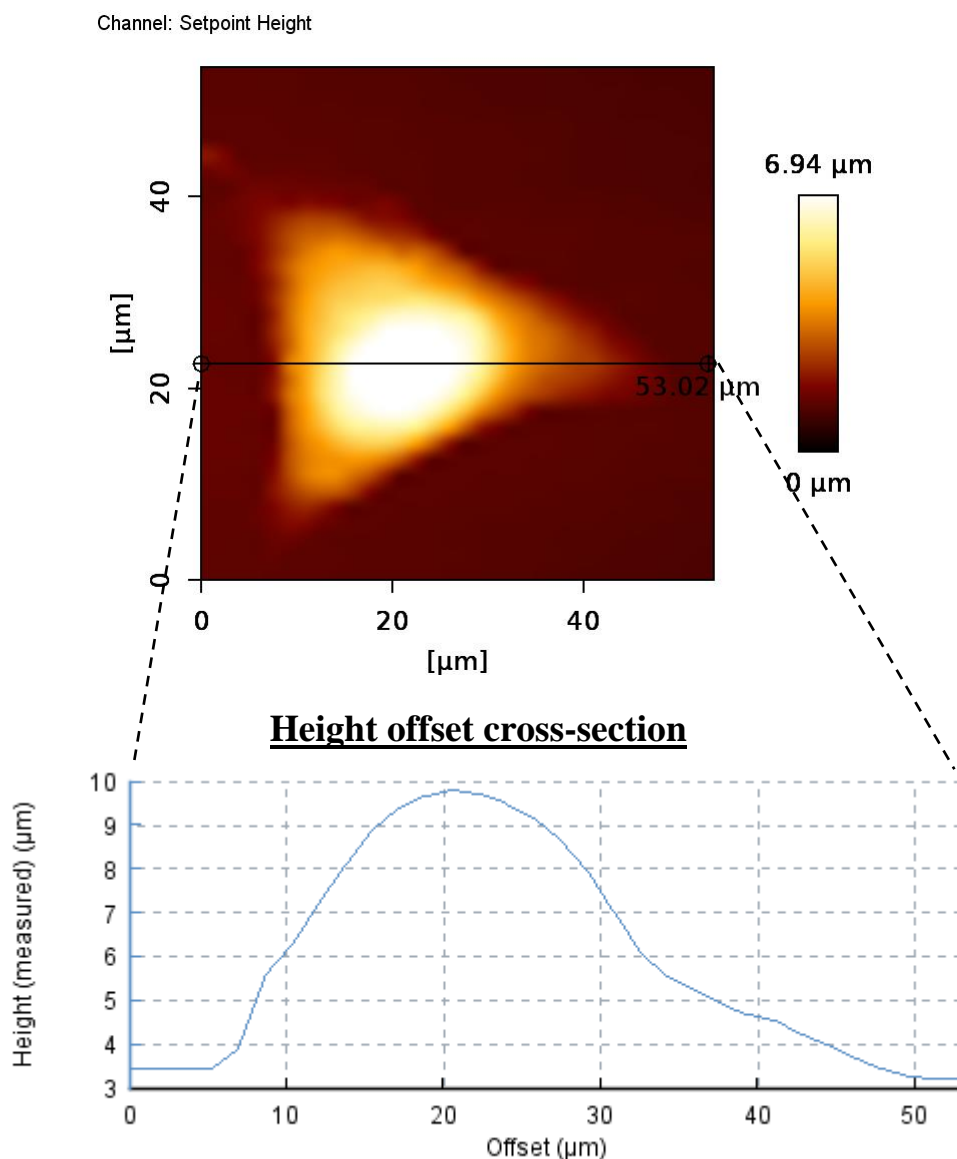 Channel: Setpoint Height
6.94 µm
40
[µm]
20
53.02 µm
0 µm
0
0
20
40
[µm]
Height offset cross-section
10
9
8
7
6
5
4
3
Height (measured) (µm)
0
10
20
30
40
50
Offset (µm)